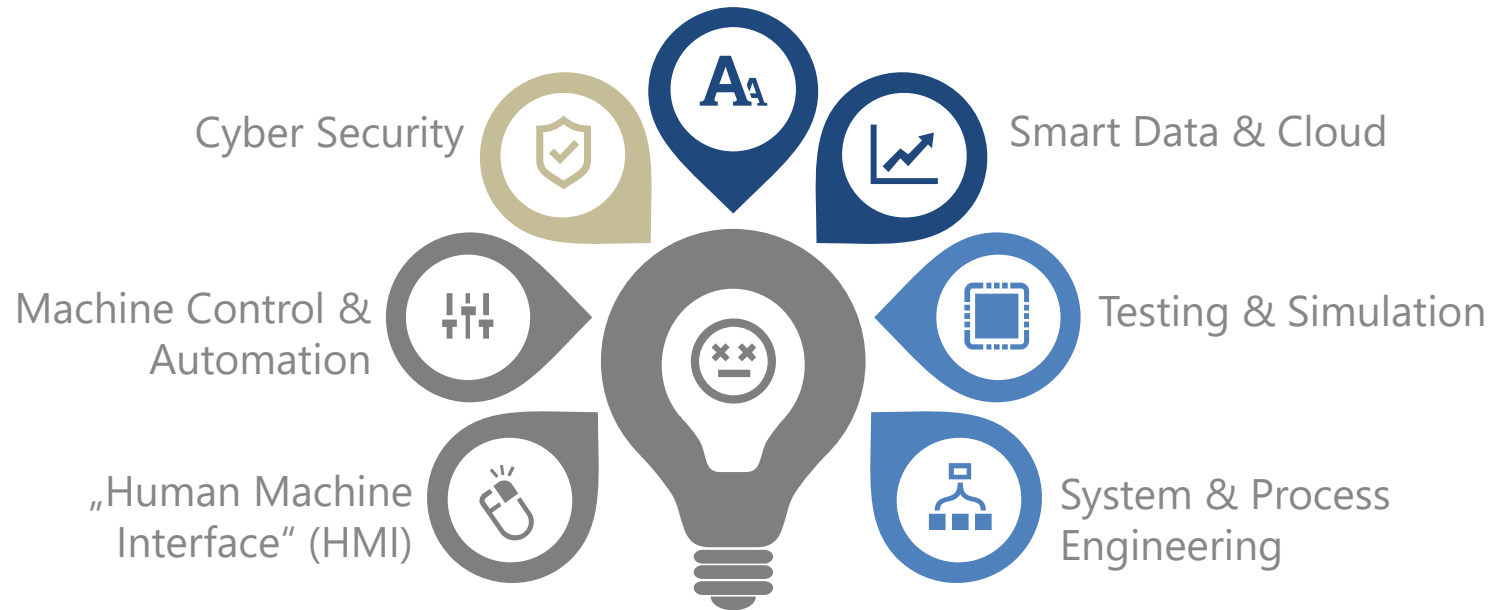 AA
Cyber Security
Smart Data & Cloud
Machine Control &
Automation
Testing & Simulation
„Human Machine
Interface“ (HMI)
System & Process
Engineering